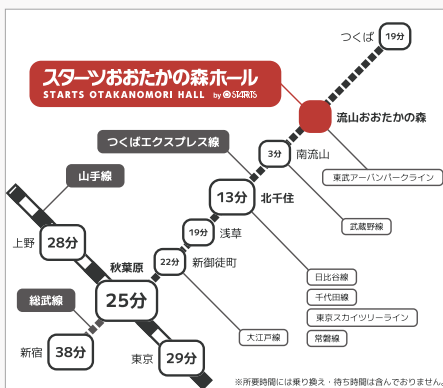 つくば
19分
スターツおおたかの森ホール
STARTS OTAKANOMORI HALL by STARTS
流山おおたかの森
つくばエクスプレス線
3分
南流山
東武アーバンパークライン
山手線
13分
北千住
武蔵野線
19分
浅草
上野
28分
22分
新御徒町
秋葉原
日比谷線
千代田線
総武線
25分
東京スカイツリーライン
大江戸線
常磐線
新宿
38分
東京
29分
※所要時間には乗り換え・待ち時間は含んでおりません。